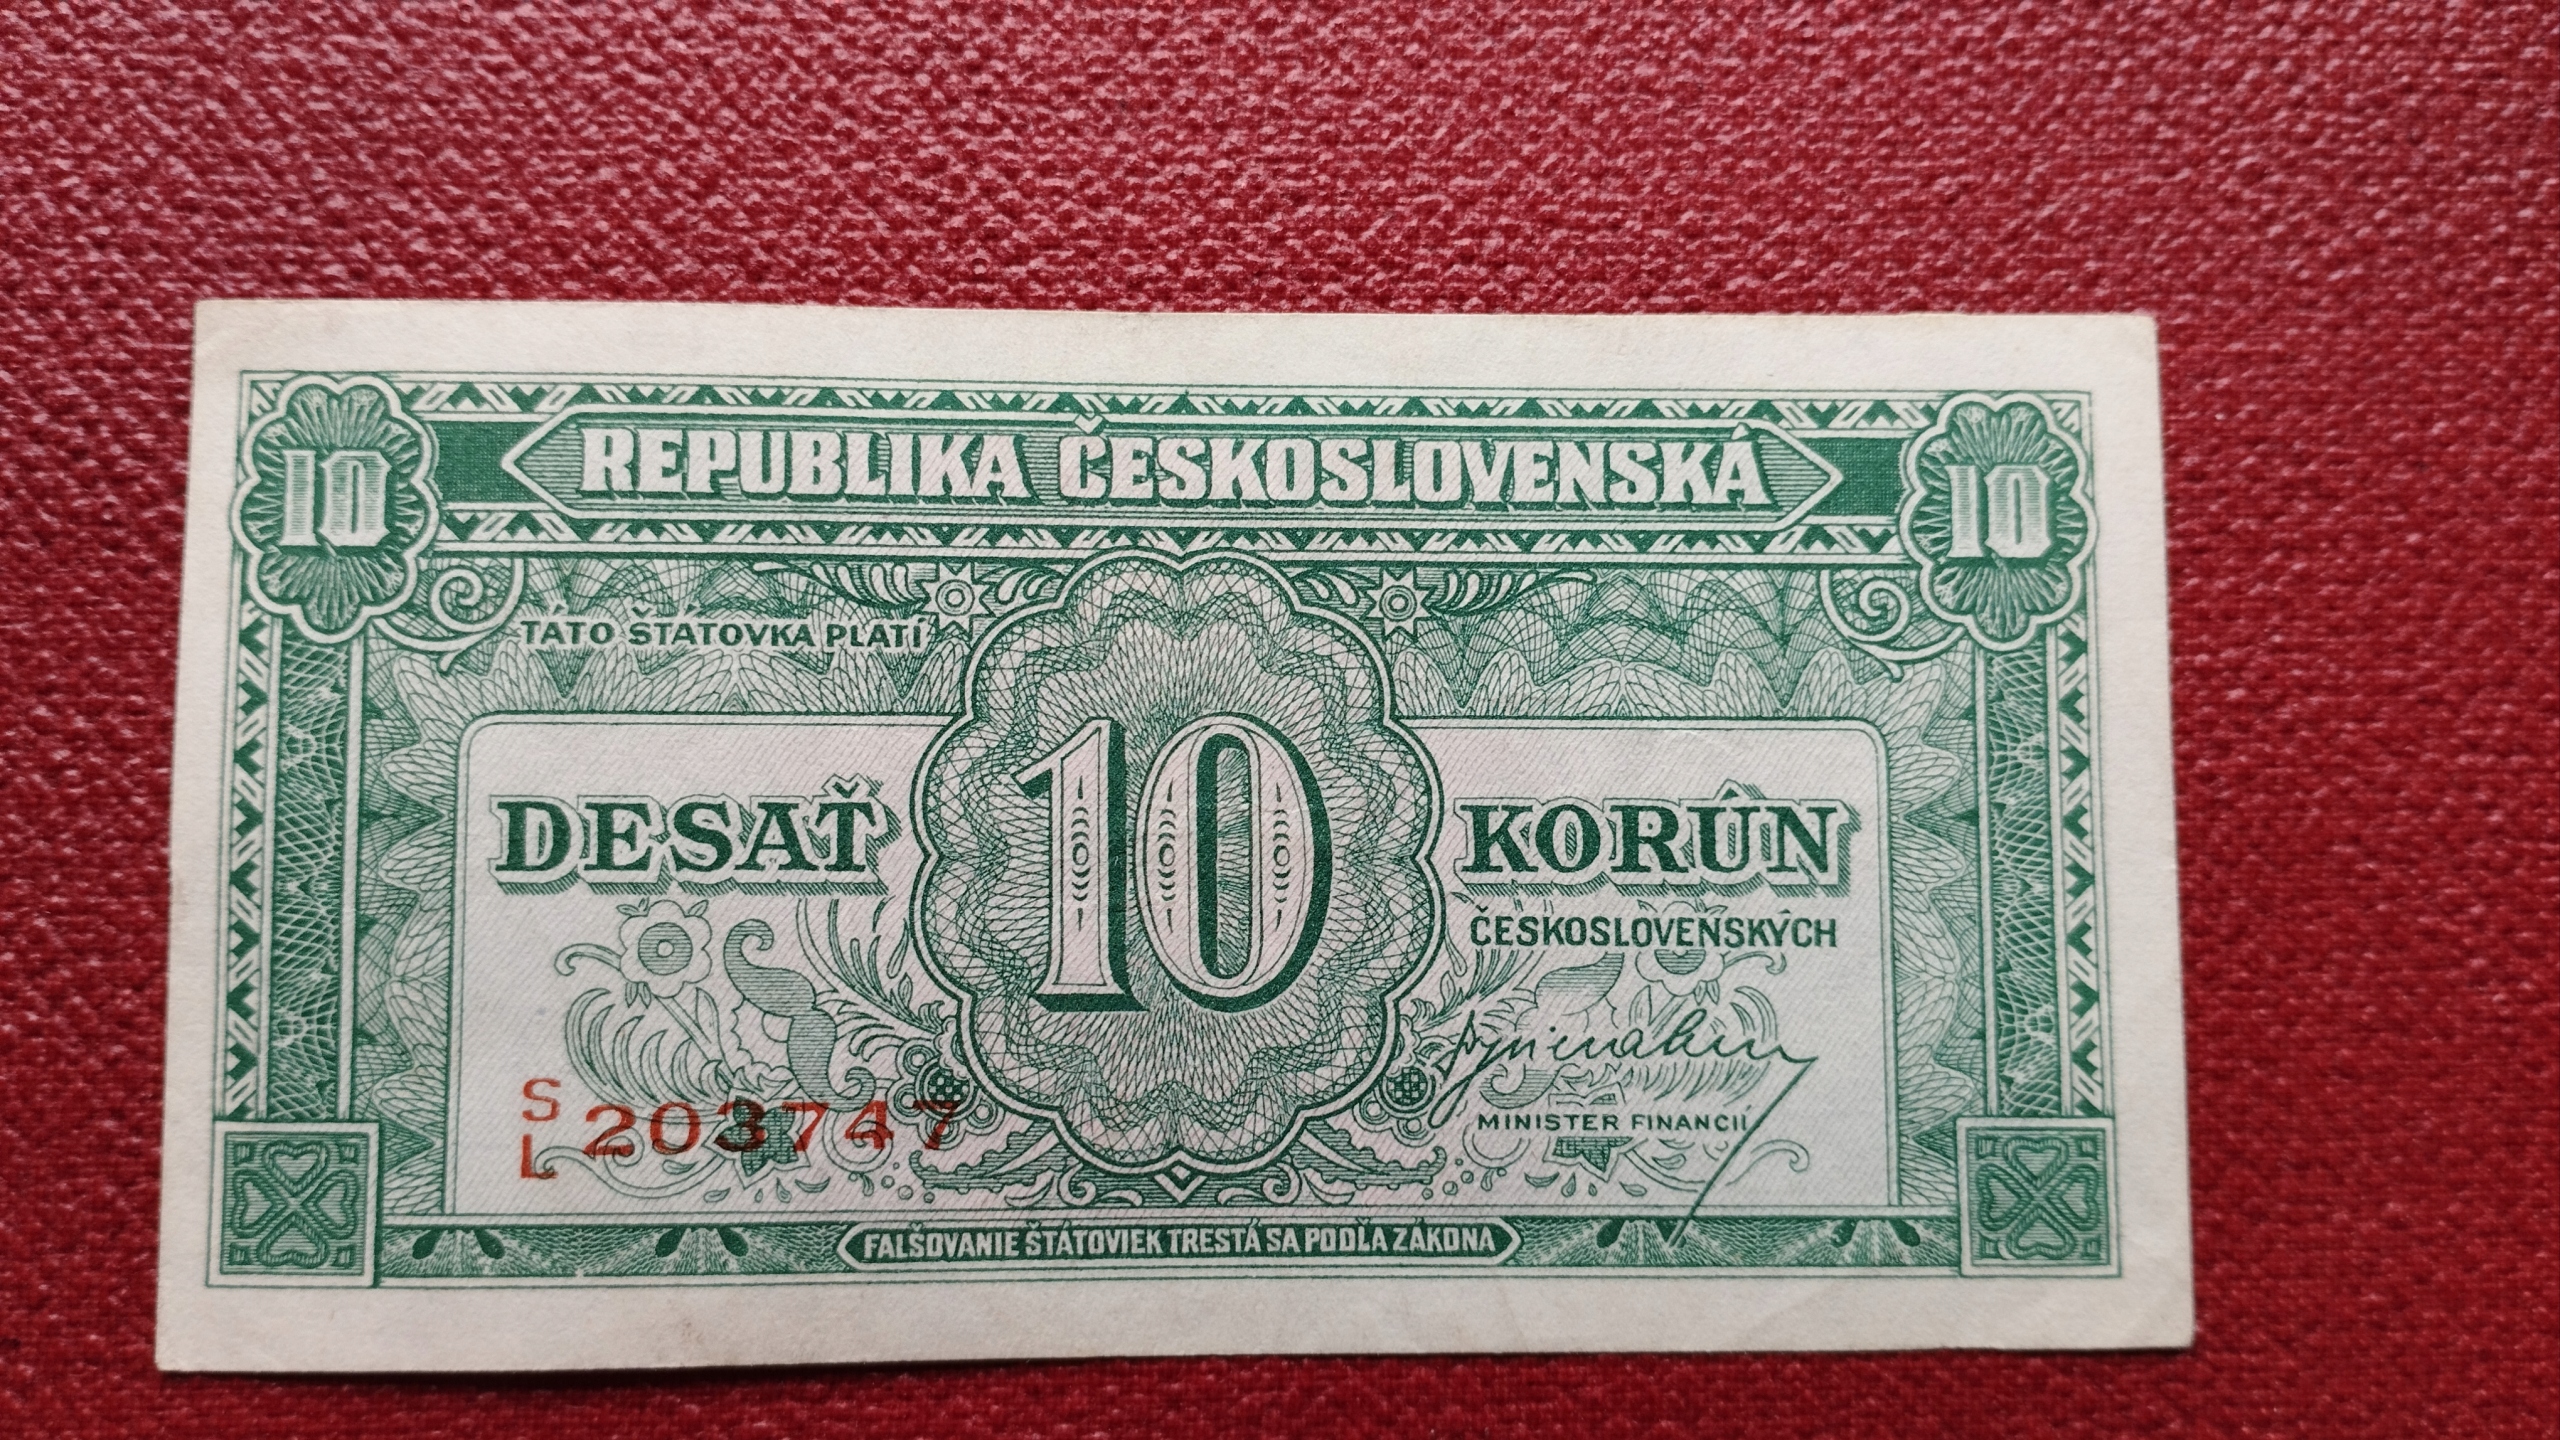 10 REPUBLIKA ČESKOSLOVENSKÁ 10
TÁTO ŠTÁTOVKA PLATÍ
DESAŤ 10 KORÚN
ČESKOSLOVENSKÝCH
S
L 203747
MINISTER FINANCIÍ
FALŠOVANIE ŠTÁTOVIEK TRESTÁ SA PODĽA ZÁKONA